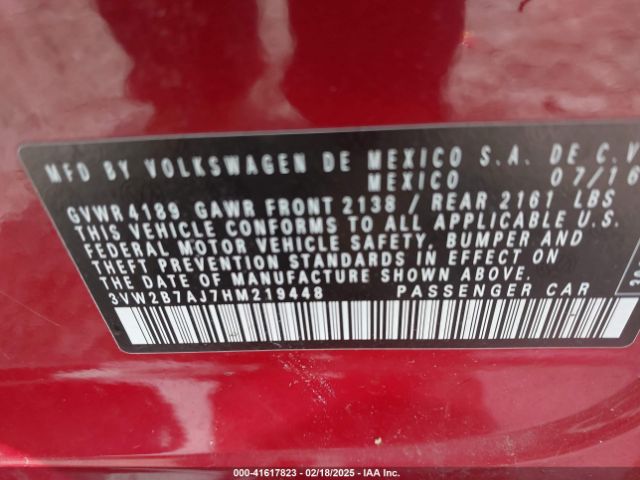 MFD BY VOLKSWAGEN DE MEXICO S.A. DE C.V
MEXICO 07/16
GVWR 4189 GAWR FRONT 2138 / REAR 2161 LBS
THIS VEHICLE CONFORMS TO ALL APPLICABLE U.S.
FEDERAL MOTOR VEHICLE SAFETY, BUMPER AND
THEFT PREVENTION STANDARDS IN EFFECT ON
THE DATE OF MANUFACTURE SHOWN ABOVE.
3VW2B7AJ7HM219448 PASSENGER CAR
000-41617823 - 02/18/2025 - IAA Inc.